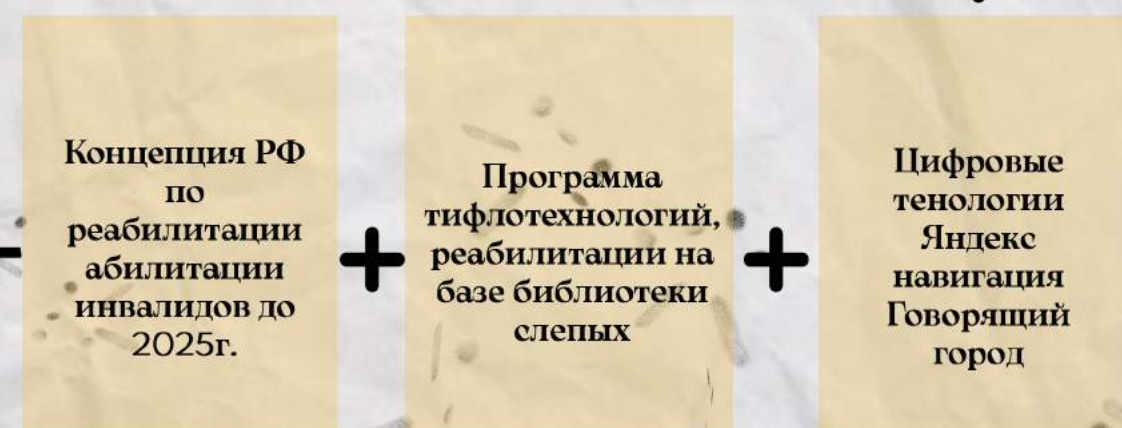 Концепция РФ
по
реабилитации
абилитации
инвалидов до
2025г.
+
Программа
тифлотехнологий,
реабилитации на
базе библиотеки
слепых
+
Цифровые
тенологии
Яндекс
навигация
Говорящий
город